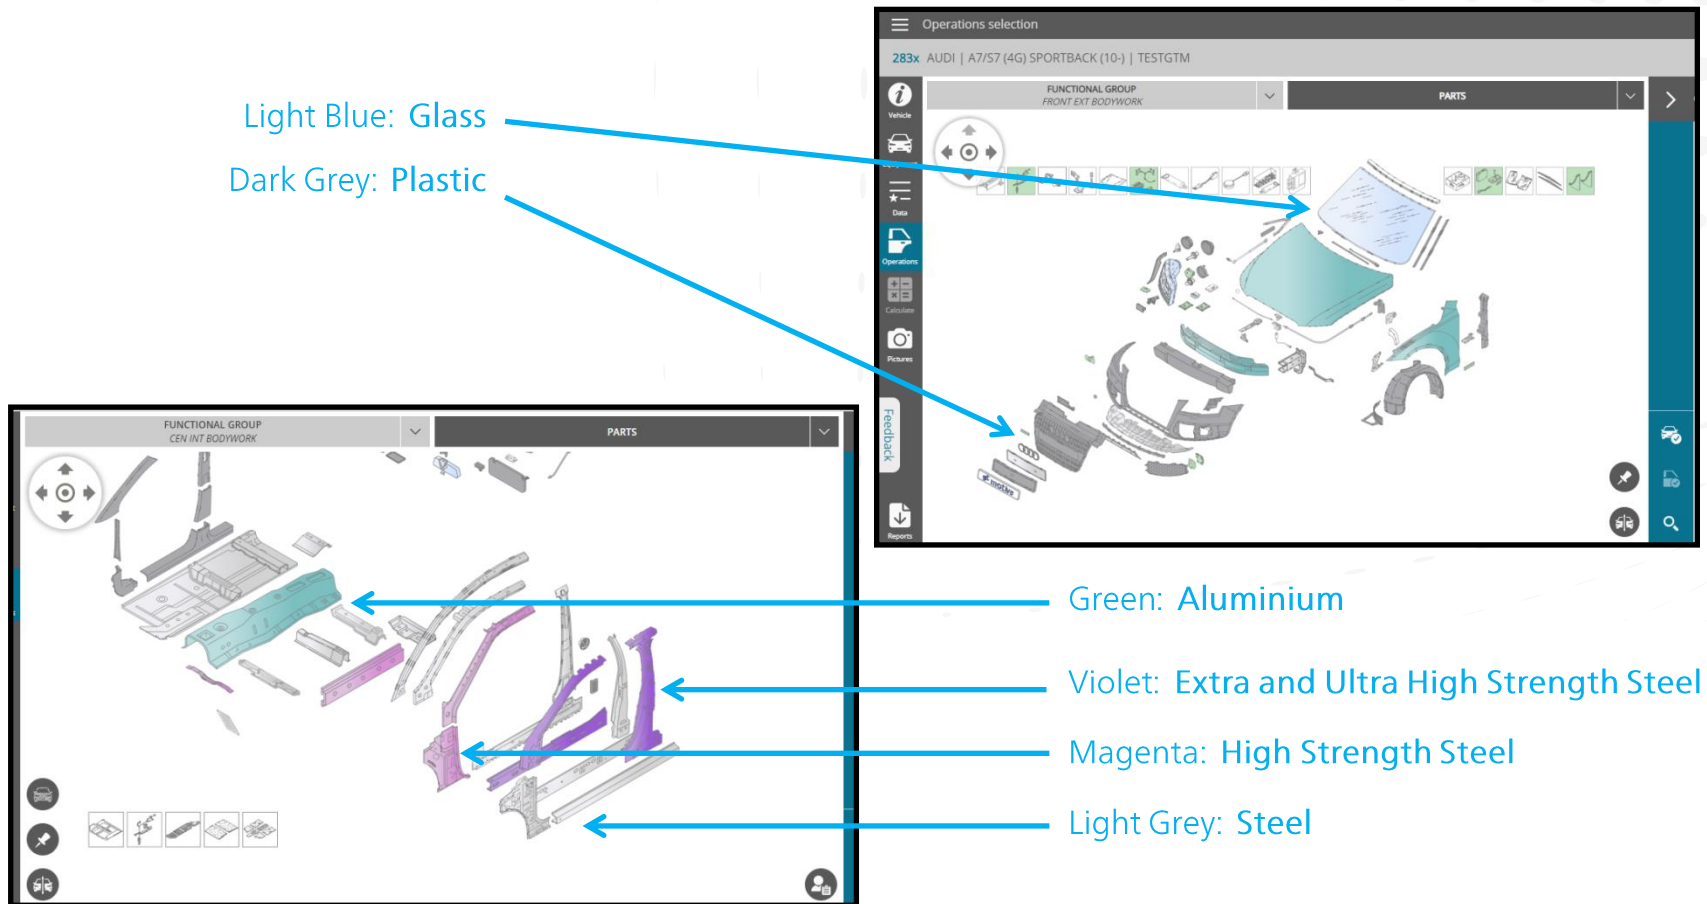 Operations selection
283x AUDI | A7/S7 (4G) SPORTBACK (10-) | TESTGTM
FUNCTIONAL GROUP
FRONT EXT BODYWORK
PARTS
Vehicle
Data
Operations
Calculate
Pictures
Feedback
Reports
motive
Light Blue: Glass
Dark Grey: Plastic
FUNCTIONAL GROUP
CEN INT BODYWORK
PARTS
Green: Aluminium
Violet: Extra and Ultra High Strength Steel
Magenta: High Strength Steel
Light Grey: Steel